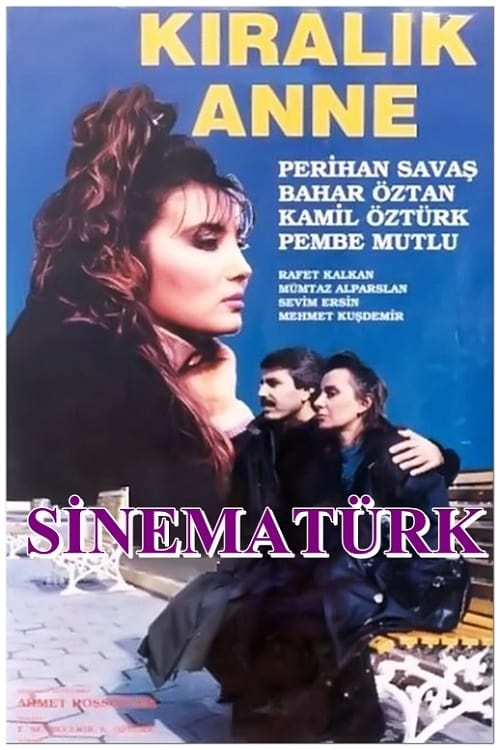 KIRALIK
ANNE
PERİHAN SAVAŞ
BAHAR ÖZTAN
KAMİL ÖZTÜRK
PEMBE MUTLU
RAFET KALKAN
MÜMTAZ ALPARSLAN
SEVİM ERSİN
MEHMET KUŞDEMİR
SİNEMATÜRK
AHMET